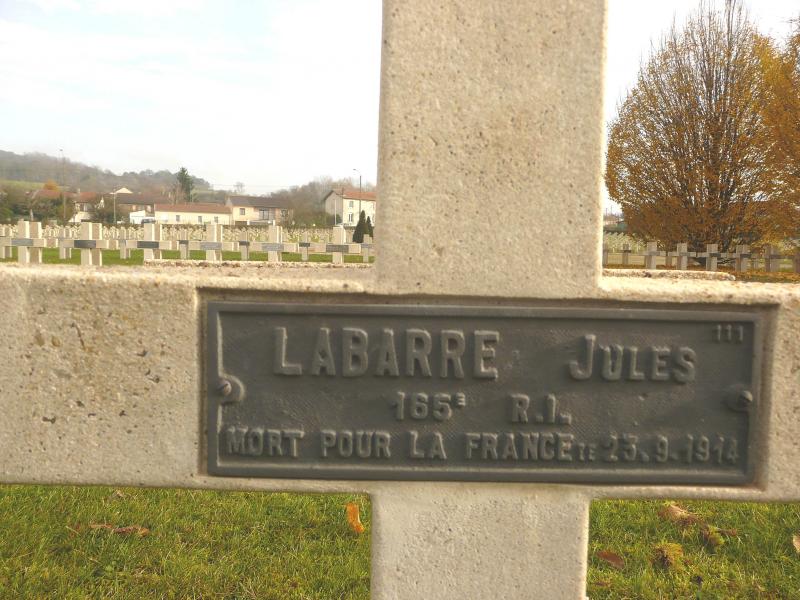 111
LABARRE JULES
165E R.I.
MORT POUR LA FRANCE LE 23.9.1914